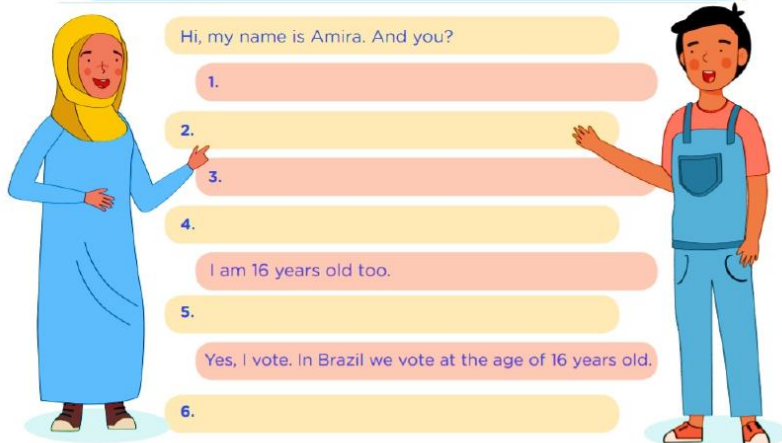 Hi, my name is Amira. And you?
1.
2.
3.
4.
I am 16 years old too.
5.
Yes, I vote. In Brazil we vote at the age of 16 years old.
6.